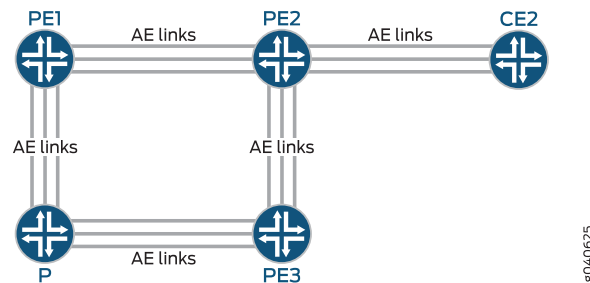 PE1
PE2
CE2
AE links
AE links
AE links
AE links
AE links
P
PE3
g040625